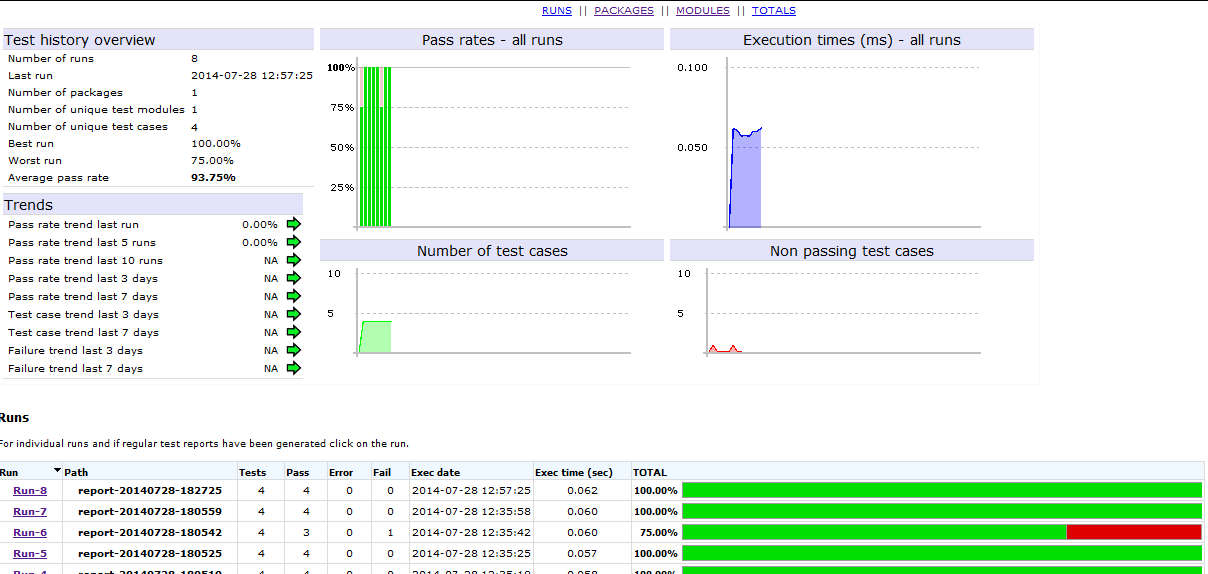 RUNS || PACKAGES || MODULES || TOTALS
Test history overview
Number of runs 8
Last run 2014-07-28 12:57:25
Number of packages 1
Number of unique test modules 1
Number of unique test cases 4
Best run 100.00%
Worst run 75.00%
Average pass rate 93.75%
Trends
Pass rate trend last run 0.00%
Pass rate trend last 5 runs 0.00%
Pass rate trend last 10 runs NA
Pass rate trend last 3 days NA
Pass rate trend last 7 days NA
Test case trend last 3 days NA
Test case trend last 7 days NA
Failure trend last 3 days NA
Failure trend last 7 days NA
Pass rates - all runs
100%
75%
50%
25%
Execution times (ms) - all runs
0.100
0.050
Number of test cases
10
5
Non passing test cases
10
5
Runs
For individual runs and if regular test reports have been generated click on the run.
Run Path Tests Pass Error Fail Exec date Exec time (sec) TOTAL
Run-8 report-20140728-182725 4 4 0 0 2014-07-28 12:57:25 0.062 100.00%
Run-7 report-20140728-180559 4 4 0 0 2014-07-28 12:35:58 0.060 100.00%
Run-6 report-20140728-180542 4 3 0 1 2014-07-28 12:35:42 0.060 75.00%
Run-5 report-20140728-180525 4 4 0 0 2014-07-28 12:35:25 0.057 100.00%